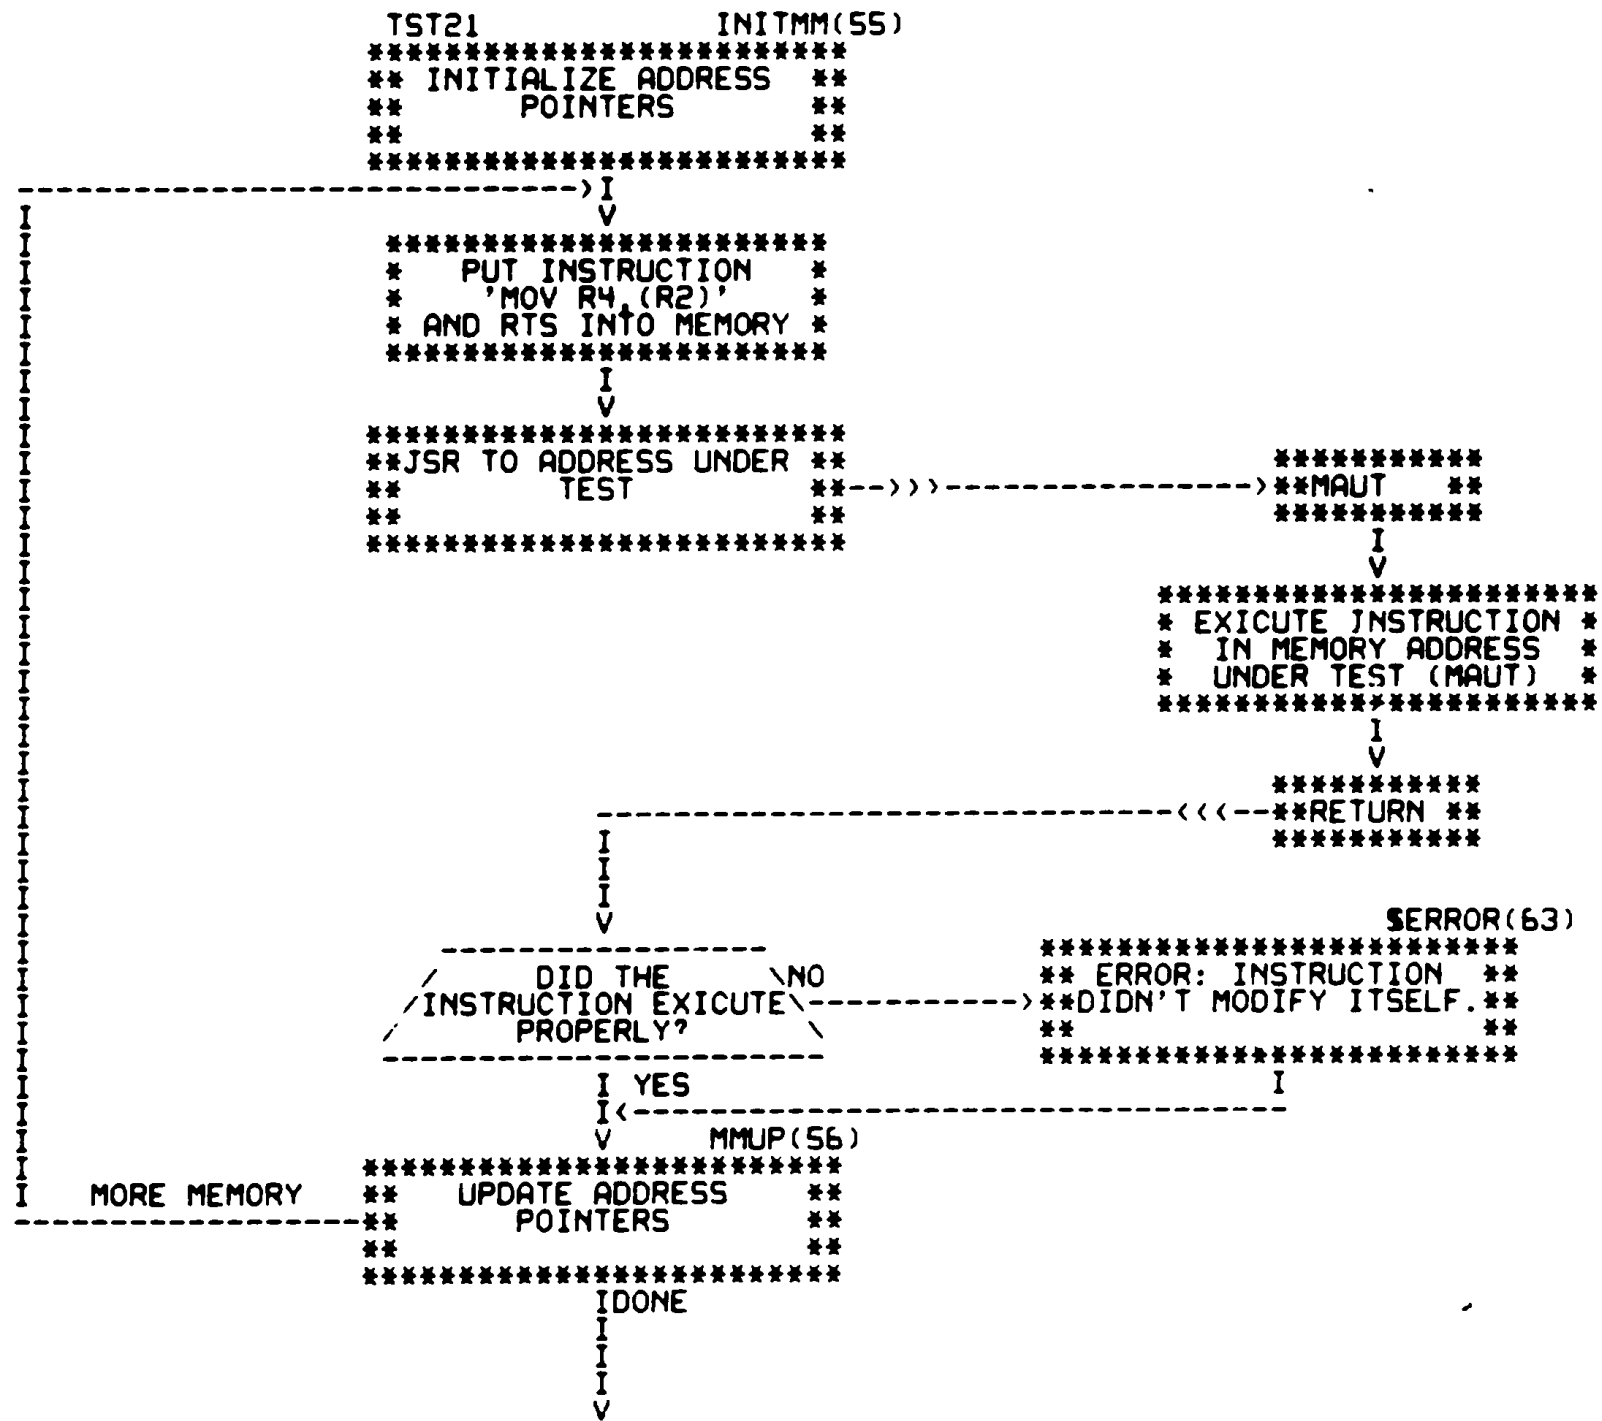 TST21 INITMM(55)
INITIALIZE ADDRESS
POINTERS
PUT INSTRUCTION
'MOV R4,(R2)'
AND RTS INTO MEMORY
JSR TO ADDRESS UNDER
TEST
MAUT
EXICUTE INSTRUCTION
IN MEMORY ADDRESS
UNDER TEST (MAUT)
RETURN
$ERROR(63)
DID THE
INSTRUCTION EXICUTE
PROPERLY?
NO
ERROR: INSTRUCTION
DIDN'T MODIFY ITSELF.
YES
MMUP(56)
MORE MEMORY
UPDATE ADDRESS
POINTERS
DONE